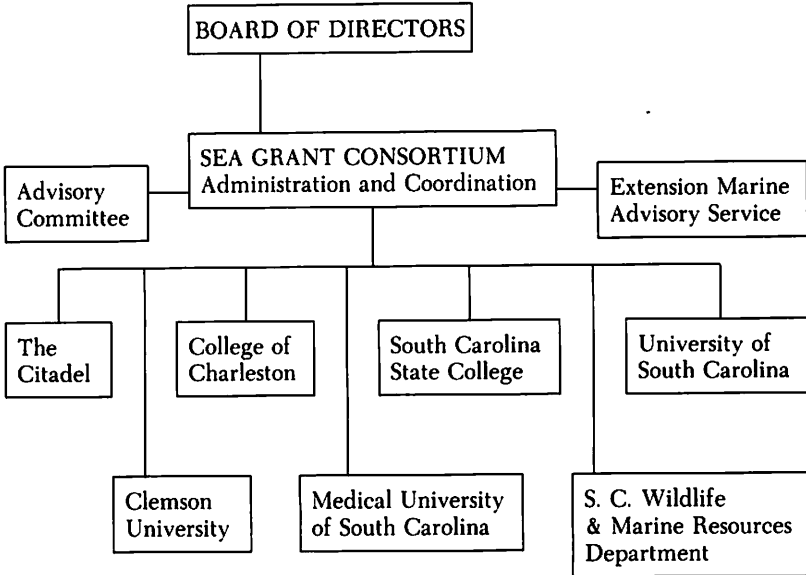 BOARD OF DIRECTORS
SEA GRANT CONSORTIUM
Administration and Coordination
Advisory
Committee
Extension Marine
Advisory Service
The
Citadel
College of
Charleston
South Carolina
State College
University of
South Carolina
Clemson
University
Medical University
of South Carolina
S. C. Wildlife
& Marine Resources
Department